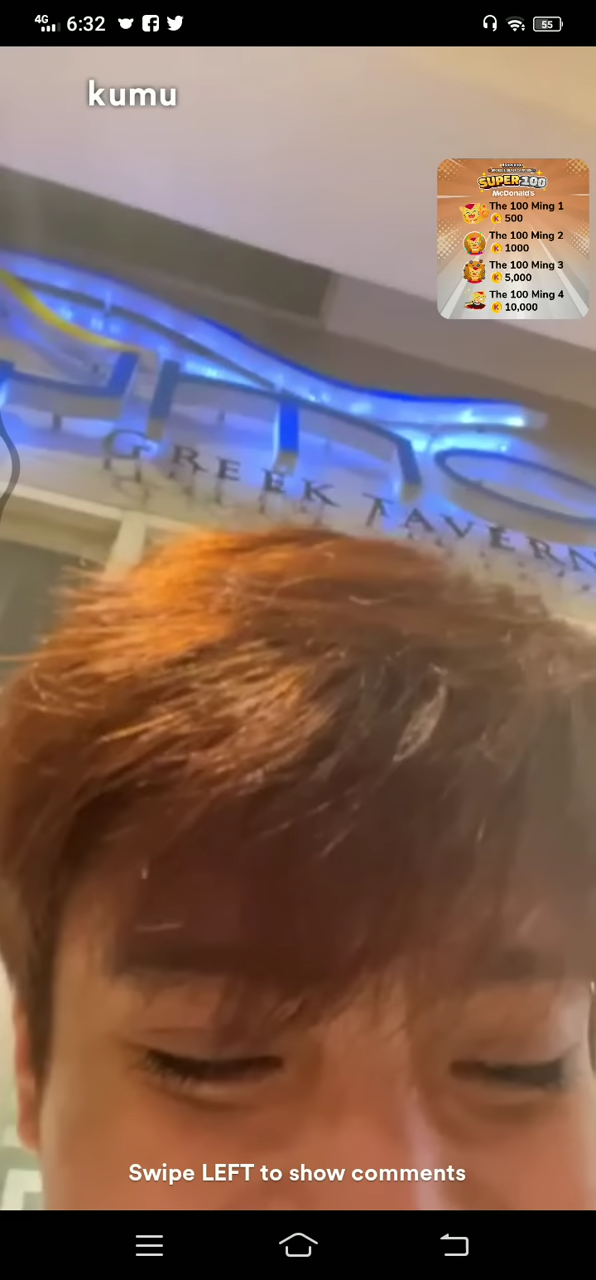 4G 6:32
55
kumu
SUPER 100
McDonald's
The 100 Ming 1
500
The 100 Ming 2
1000
The 100 Ming 3
5,000
The 100 Ming 4
10,000
GREEK TAVERN
Swipe LEFT to show comments